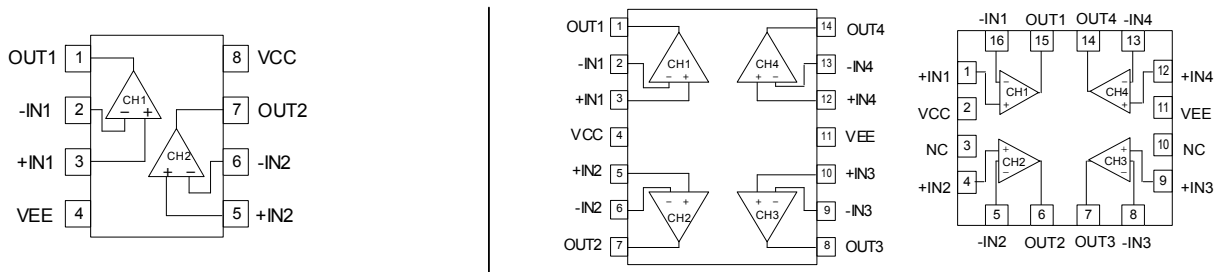 OUT1 1 8 VCC
CH1
-IN1 2 − + 7 OUT2
CH2
+IN1 3 + − 6 -IN2
VEE 4 5 +IN2
OUT1 1 14 OUT4
CH1 CH4
-IN1 2 − + + − 13 -IN4
+IN1 3 12 +IN4
VCC 4 11 VEE
+IN2 5 10 +IN3
-IN2 6 − + + − 9 -IN3
CH2 CH3
OUT2 7 8 OUT3
-IN1 OUT1 OUT4 -IN4
16 15 14 13
+IN1 1 − − 12 +IN4
CH1 CH4
+ +
VCC 2 11 VEE
NC 3 10 NC
+ +
CH2 CH3
− −
+IN2 4 9 +IN3
5 6 7 8
-IN2 OUT2 OUT3 -IN3